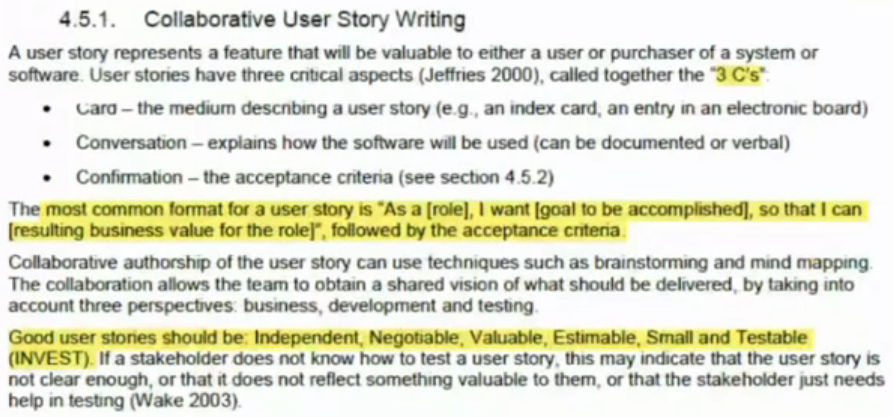 4.5.1. Collaborative User Story Writing
A user story represents a feature that will be valuable to either a user or purchaser of a system or
software. User stories have three critical aspects (Jeffries 2000), called together the "3 C's":
• Card – the medium describing a user story (e.g., an index card, an entry in an electronic board)
• Conversation – explains how the software will be used (can be documented or verbal)
• Confirmation – the acceptance criteria (see section 4.5.2)
The most common format for a user story is "As a [role], I want [goal to be accomplished], so that I can
[resulting business value for the role]", followed by the acceptance criteria.
Collaborative authorship of the user story can use techniques such as brainstorming and mind mapping.
The collaboration allows the team to obtain a shared vision of what should be delivered, by taking into
account three perspectives: business, development and testing.
Good user stories should be: Independent, Negotiable, Valuable, Estimable, Small and Testable
(INVEST). If a stakeholder does not know how to test a user story, this may indicate that the user story is
not clear enough, or that it does not reflect something valuable to them, or that the stakeholder just needs
help in testing (Wake 2003).